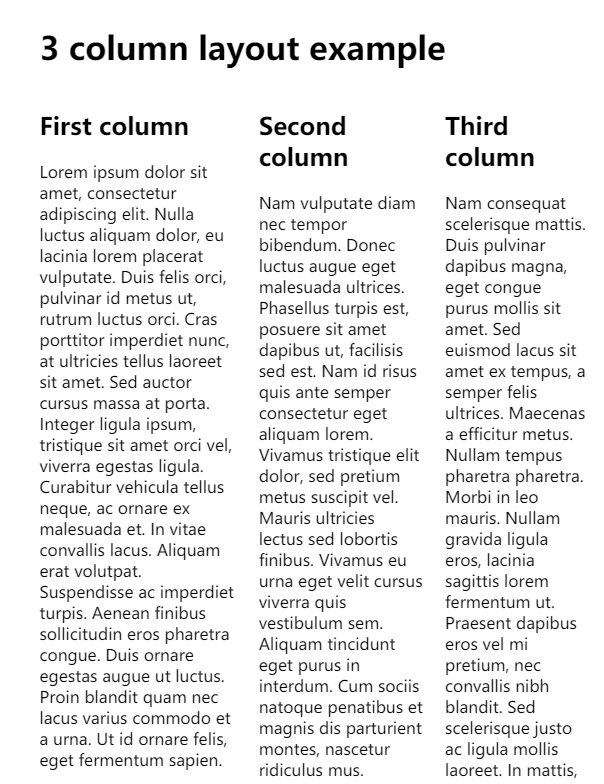 3 column layout example
First column
Lorem ipsum dolor sit
amet, consectetur
adipiscing elit. Nulla
luctus aliquam dolor, eu
lacinia lorem placerat
vulputate. Duis felis orci,
pulvinar id metus ut,
rutrum luctus orci. Cras
porttitor imperdiet nunc,
at ultricies tellus laoreet
sit amet. Sed auctor
cursus massa at porta.
Integer ligula ipsum,
tristique sit amet orci vel,
viverra egestas ligula.
Curabitur vehicula tellus
neque, ac ornare ex
malesuada et. In vitae
convallis lacus. Aliquam
erat volutpat.
Suspendisse ac imperdiet
turpis. Aenean finibus
sollicitudin eros pharetra
congue. Duis ornare
egestas augue ut luctus.
Proin blandit quam nec
lacus varius commodo et
a urna. Ut id ornare felis,
eget fermentum sapien.
Second
column
Nam vulputate diam
nec tempor
bibendum. Donec
luctus augue eget
malesuada ultrices.
Phasellus turpis est,
posuere sit amet
dapibus ut, facilisis
sed est. Nam id risus
quis ante semper
consectetur eget
aliquam lorem.
Vivamus tristique elit
dolor, sed pretium
metus suscipit vel.
Mauris ultricies
lectus sed lobortis
finibus. Vivamus eu
urna eget velit cursus
viverra quis
vestibulum sem.
Aliquam tincidunt
eget purus in
interdum. Cum sociis
natoque penatibus et
magnis dis parturient
montes, nascetur
ridiculus mus.
Third
column
Nam consequat
scelerisque mattis.
Duis pulvinar
dapibus magna,
eget congue
purus mollis sit
amet. Sed
euismod lacus sit
amet ex tempus, a
semper felis
ultrices. Maecenas
a efficitur metus.
Nullam tempus
pharetra pharetra.
Morbi in leo
mauris. Nullam
gravida ligula
eros, lacinia
sagittis lorem
fermentum ut.
Praesent dapibus
eros vel mi
pretium, nec
convallis nibh
blandit. Sed
scelerisque justo
ac ligula mollis
laoreet. In mattis,